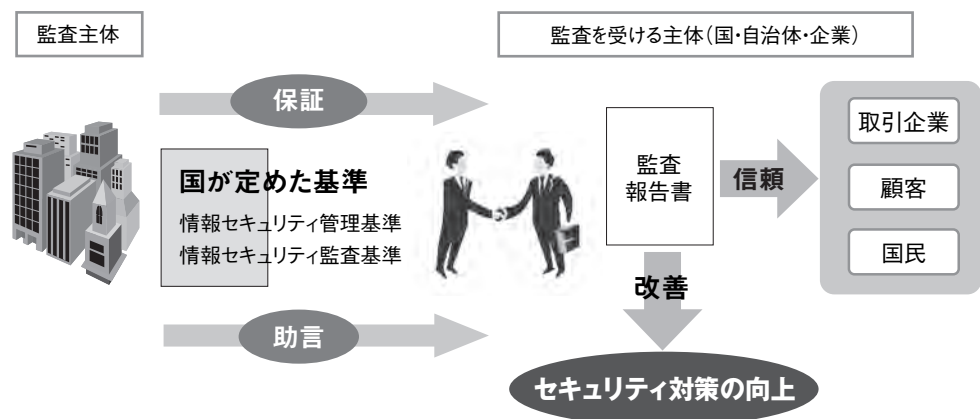 監査主体
監査を受ける主体（国・自治体・企業）
保証
国が定めた基準
情報セキュリティ管理基準
情報セキュリティ監査基準
助言
監査
報告書
信頼
取引企業
顧客
国民
改善
セキュリティ対策の向上